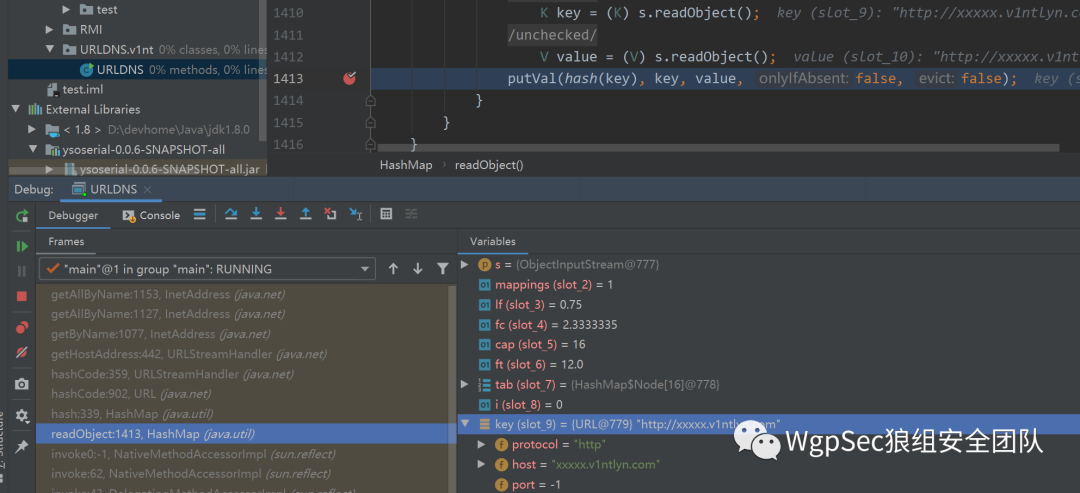 test
RMI
URLDNS.v1nt 0% classes, 0% lines
URLDNS 0% methods, 0% lines
test.iml
External Libraries
< 1.8 > D:\devhome\Java\jdk1.8.0
ysoserial-0.0.6-SNAPSHOT-all
ysoserial-0.0.6-SNAPSHOT-all.jar
1410 K key = (K) s.readObject(); key (slot_9): "http://xxxxx.v1ntlyn.c
1411 /unchecked/
1412 V value = (V) s.readObject(); value (slot_10): "http://xxxxx.v1
1413 putVal(hash(key), key, value, onlyIfAbsent: false, evict: false); key (s
1414 }
1415 }
1416 }
HashMap readObject()
Debug: URLDNS
Debugger Console
Frames
"main"@1 in group "main": RUNNING
getAllByName:1153, InetAddress (java.net)
getAllByName:1127, InetAddress (java.net)
getByName:1077, InetAddress (java.net)
getHostAddress:442, URLStreamHandler (java.net)
hashCode:359, URLStreamHandler (java.net)
hashCode:902, URL (java.net)
hash:339, HashMap (java.util)
readObject:1413, HashMap (java.util)
invoke0:-1, NativeMethodAccessorImpl (sun.reflect)
invoke:62, NativeMethodAccessorImpl (sun.reflect)
invoke:43, DelegatingMethodAccessorImpl (sun.reflect)
Variables
s = {ObjectInputStream@777}
mappings (slot_2) = 1
lf (slot_3) = 0.75
fc (slot_4) = 2.3333335
cap (slot_5) = 16
ft (slot_6) = 12.0
tab (slot_7) = {HashMap$Node[16]@778}
i (slot_8) = 0
key (slot_9) = {URL@779} "http://xxxxx.v1ntlyn.com"
protocol = "http"
host = "xxxxx.v1ntlyn.com"
port = -1
WgpSec狼组安全团队